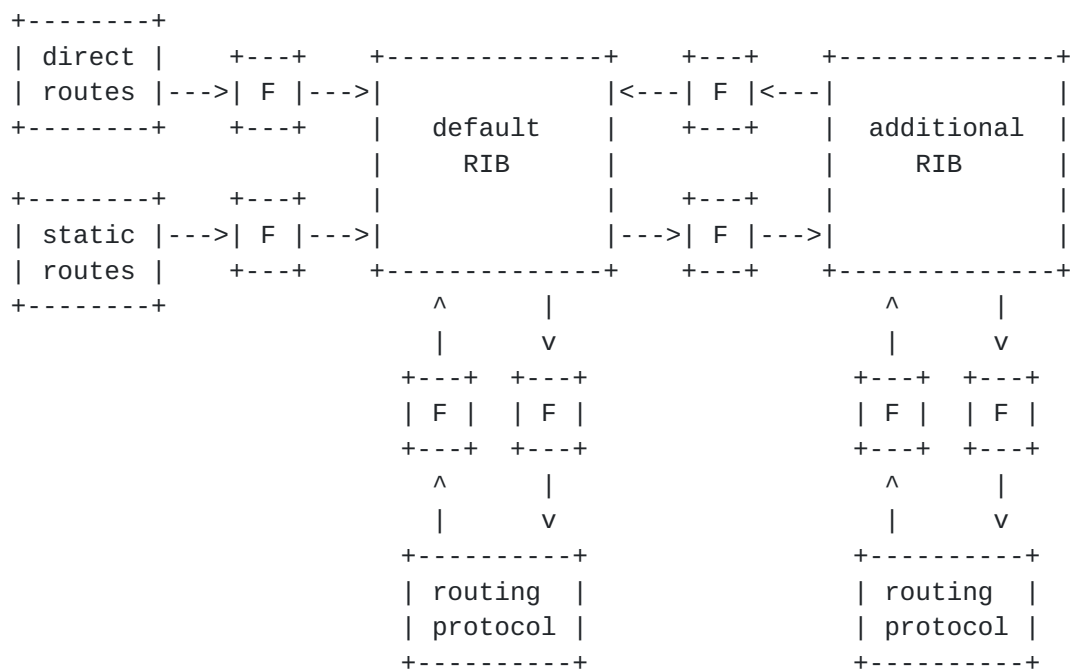 +--------+
| direct |     +---+    +--------------+    +---+    +--------------+
| routes |--->| F |--->|              |<---| F |<---|              |
+--------+    +---+    |   default    |    +---+    |  additional  |
                       |     RIB      |             |     RIB      |
+--------+    +---+    |              |    +---+    |              |
| static |--->| F |--->|              |--->| F |--->|              |
| routes |    +---+    +--------------+    +---+    +--------------+
+--------+                 ^      |                     ^      |
                           |      v                     |      v
                         +---+  +---+                 +---+  +---+
                         | F |  | F |                 | F |  | F |
                         +---+  +---+                 +---+  +---+
                           ^      |                     ^      |
                           |      v                     |      v
                         +----------+                 +----------+
                         | routing  |                 | routing  |
                         | protocol |                 | protocol |
                         +----------+                 +----------+